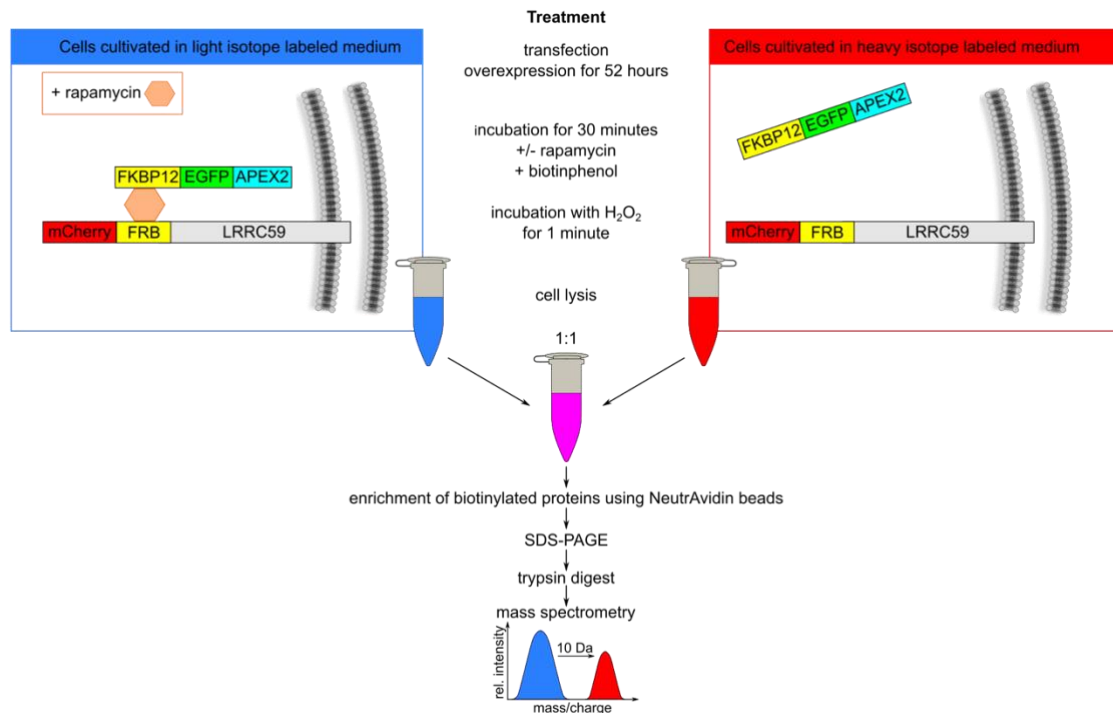 Treatment
Cells cultivated in light isotope labeled medium
+ rapamycin
FKBP12 EGFP APEX2
mCherry FRB LRRC59
transfection
overexpression for 52 hours
incubation for 30 minutes
+/- rapamycin
+ biotinphenol
incubation with H₂O₂
for 1 minute
cell lysis
1:1
Cells cultivated in heavy isotope labeled medium
FKBP12 EGFP APEX2
mCherry FRB LRRC59
enrichment of biotinylated proteins using NeutrAvidin beads
SDS-PAGE
trypsin digest
mass spectrometry
rel. intensity
10 Da
mass/charge